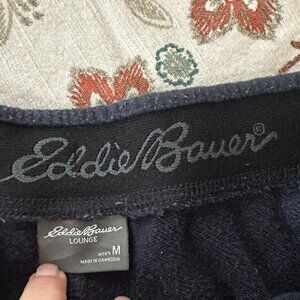 Eddie Bauer®
Eddie Bauer
LOUNGE
MEN'S M
MADE IN CAMBODIA